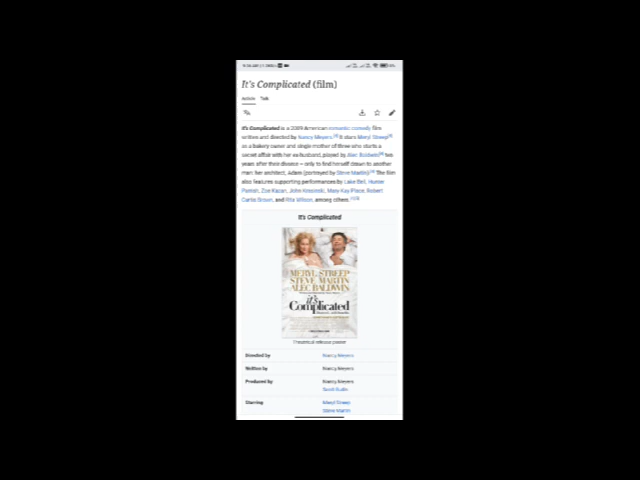 It's Complicated (film)
Article Talk
It's Complicated is a 2009 American romantic comedy film
written and directed by Nancy Meyers.[4] It stars Meryl Streep
as a bakery owner and single mother of three who starts a
secret affair with her ex-husband, played by Alec Baldwin ten
years after their divorce – only to find herself drawn to another
man: her architect, Adam (portrayed by Steve Martin). The film
also features supporting performances by Lake Bell, Hunter
Parrish, Zoe Kazan, John Krasinski, Mary Kay Place, Robert
Curtis Brown, and Rita Wilson, among others.
It's Complicated
MERYL STREEP
STEVE MARTIN
ALEC BALDWIN
it's
Complicated
Theatrical release poster
Directed by Nancy Meyers
Written by Nancy Meyers
Produced by Nancy Meyers
Scott Rudin
Starring Meryl Streep
Steve Martin